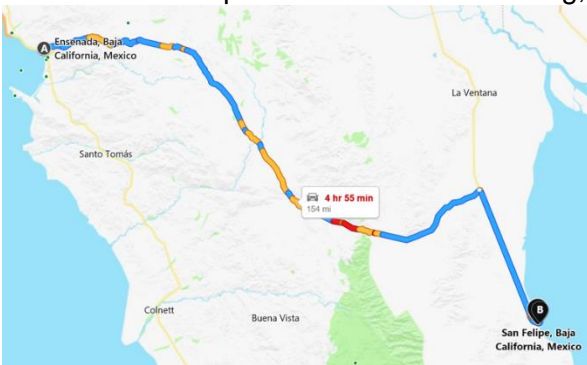 A
Ensenada, Baja
California, Mexico
La Ventana
Santo Tomás
4 hr 55 min
154 mi
Colnett
Buena Vista
B
San Felipe, Baja
California, Mexico